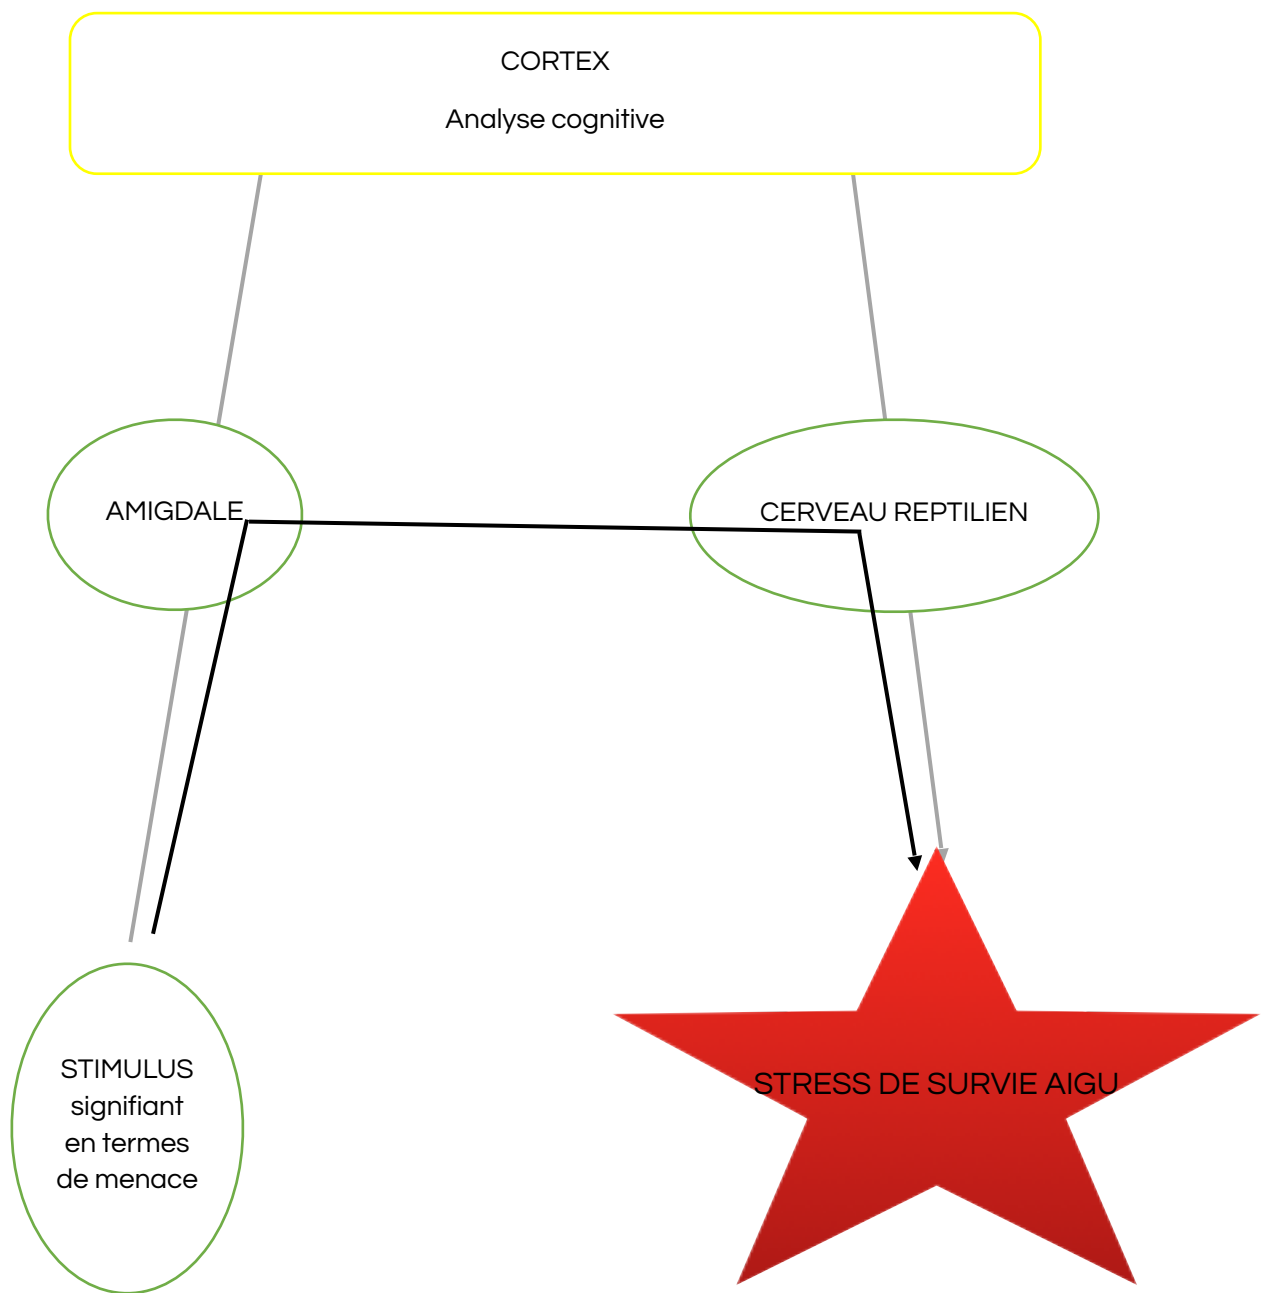 CORTEX
Analyse cognitive
AMIGDALE
CERVEAU REPTILIEN
STIMULUS
signifiant
en termes
de menace
STRESS DE SURVIE AIGU